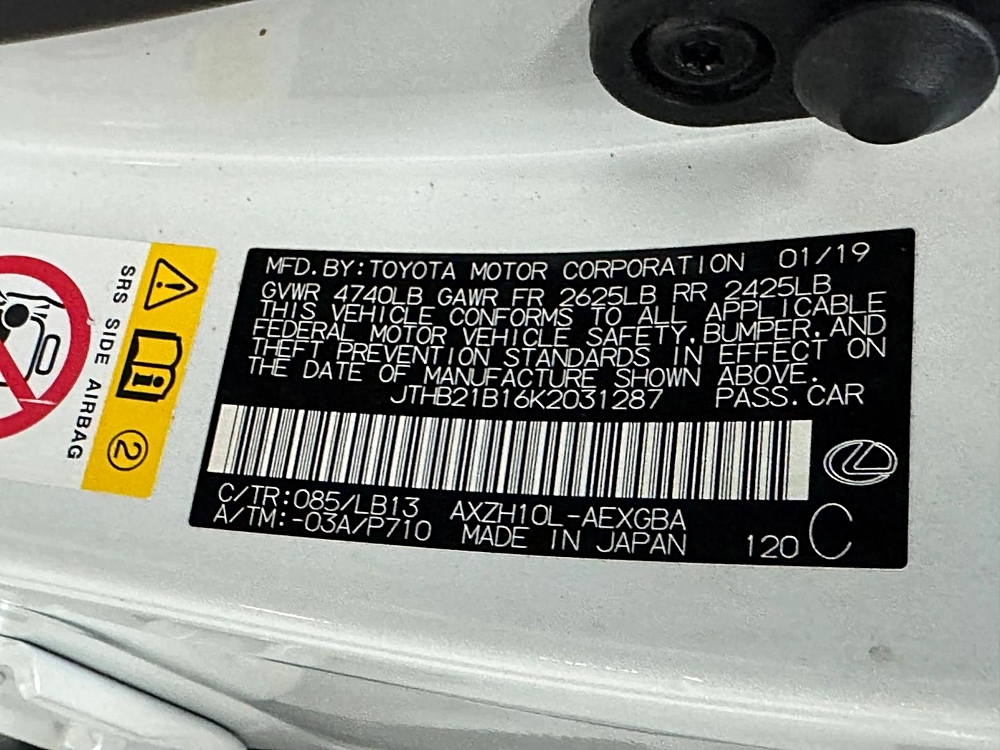 MFD.BY:TOYOTA MOTOR CORPORATION 01/19
GVWR 4740LB GAWR FR 2625LB RR 2425LB
THIS VEHICLE CONFORMS TO ALL APPLICABLE
FEDERAL MOTOR VEHICLE SAFETY,BUMPER,AND
THEFT PREVENTION STANDARDS IN EFFECT ON
THE DATE OF MANUFACTURE SHOWN ABOVE.
JTHB21B16K2031287 PASS.CAR
C/TR:085/LB13 AXZH10L-AEXGBA
A/TM:-03A/P710 MADE IN JAPAN 120 C
SRS SIDE AIRBAG
2